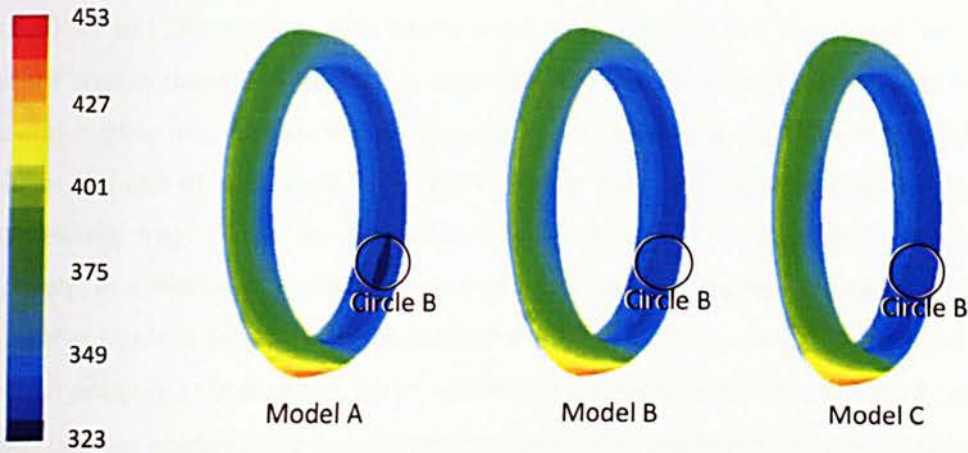 453
427
401
375
349
323
Circle B
Circle B
Circle B
Model A
Model B
Model C